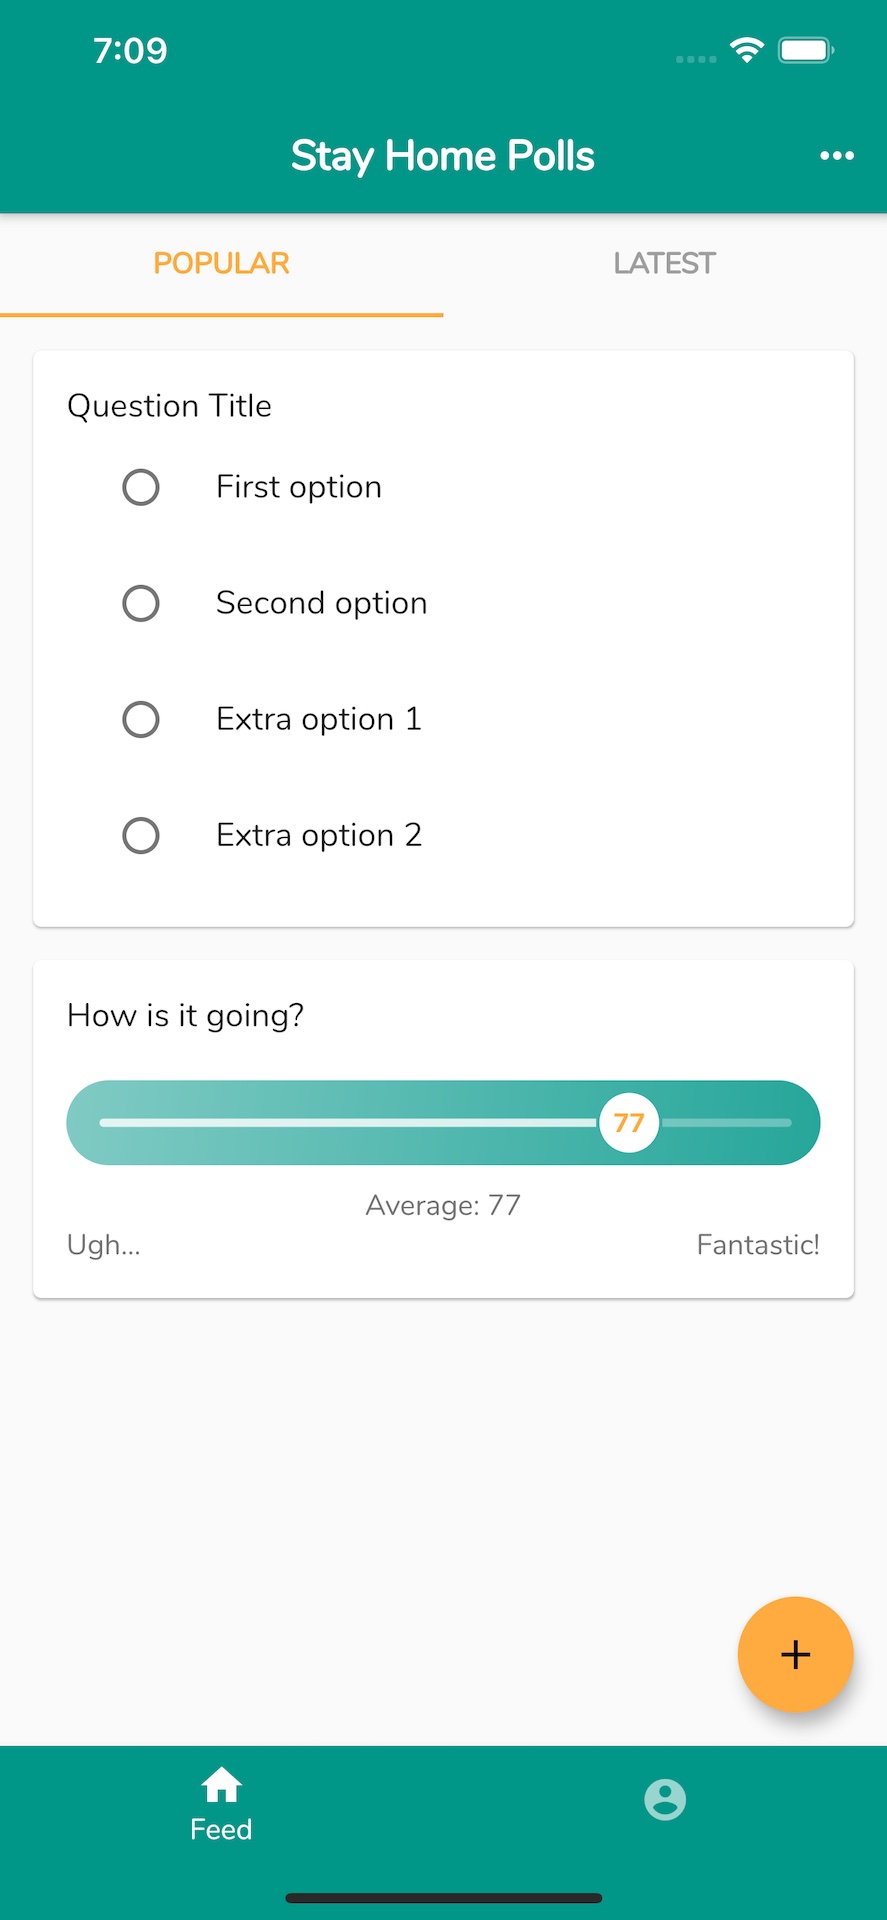 7:09
Stay Home Polls
POPULAR
LATEST
Question Title
First option
Second option
Extra option 1
Extra option 2
How is it going?
77
Average: 77
Ugh...
Fantastic!
Feed